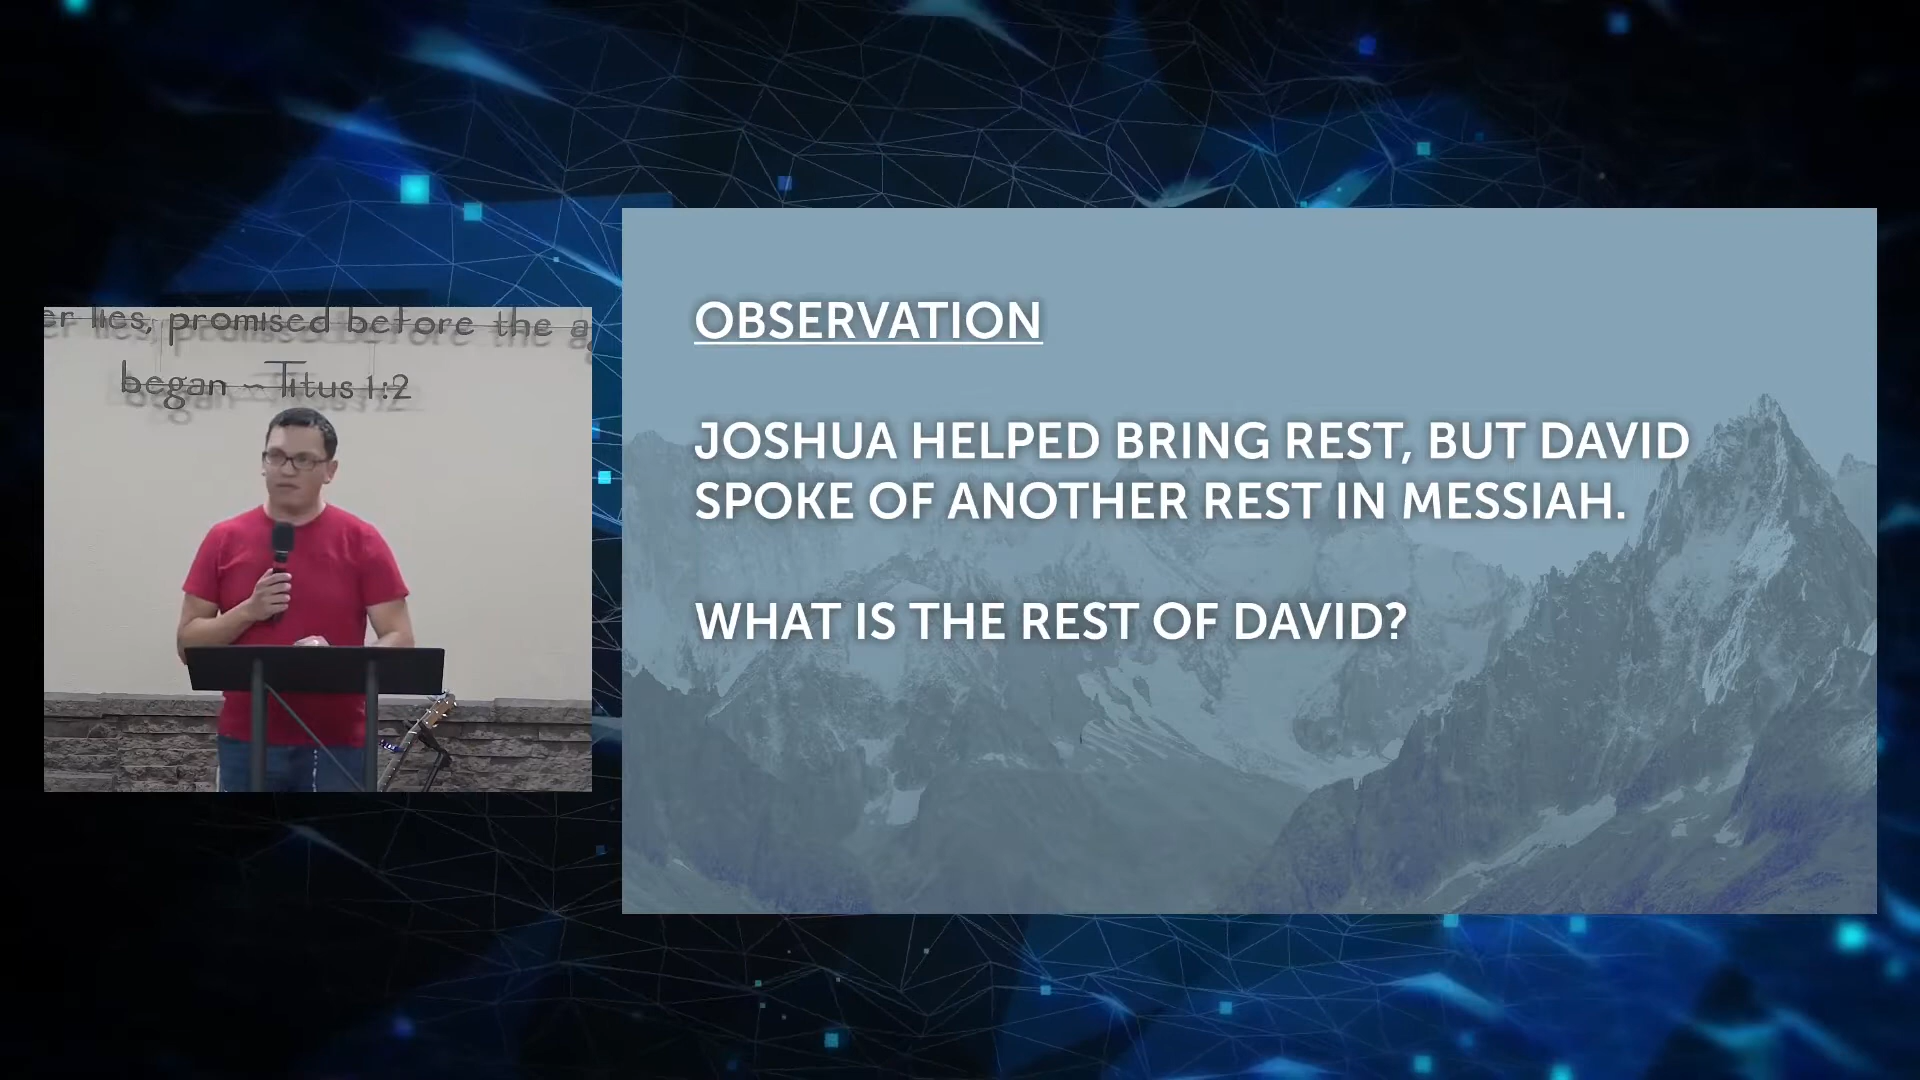 er lies, promised before the a
began ~ Titus 1:2
OBSERVATION
JOSHUA HELPED BRING REST, BUT DAVID
SPOKE OF ANOTHER REST IN MESSIAH.
WHAT IS THE REST OF DAVID?